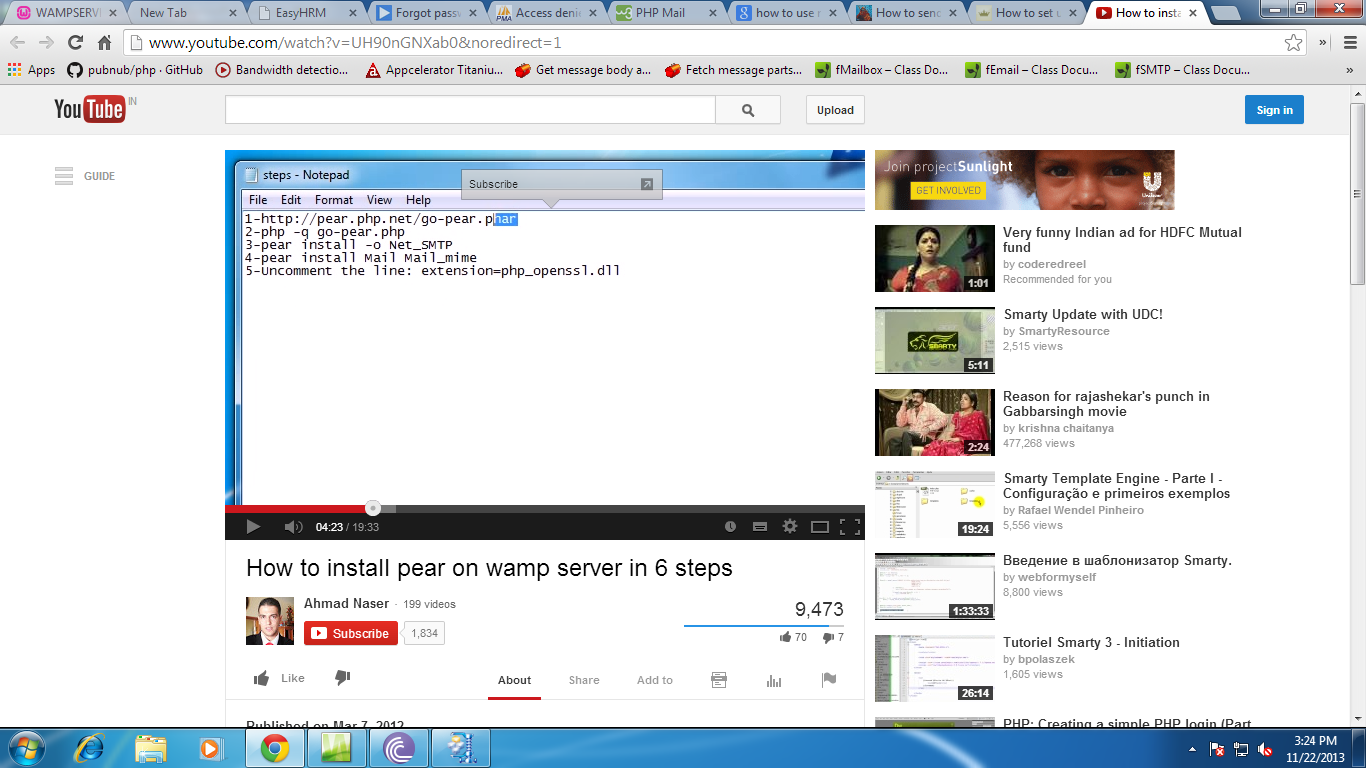 WAMPSERV
New Tab
EasyHRM
Forgot passw
Access denie
PHP Mail
how to use
How to send
How to set u
How to insta
www.youtube.com/watch?v=UH90nGNXab0&noredirect=1
Apps
pubnub/php · GitHub
Bandwidth detectio...
Appcelerator Titaniu...
Get message body a...
Fetch message parts...
fMailbox – Class Do...
fEmail – Class Docu...
fSMTP – Class Docu...
»
YouTube IN
Upload
Sign in
GUIDE
steps - Notepad
Subscribe
File Edit Format View Help
1-http://pear.php.net/go-pear.phar
2-php -q go-pear.php
3-pear install -o Net_SMTP
4-pear install Mail Mail_mime
5-Uncomment the line: extension=php_openssl.dll
04:23 / 19:33
How to install pear on wamp server in 6 steps
Ahmad Naser · 199 videos
Subscribe 1,834
9,473
70 7
Like
About Share Add to
Published on Mar 7, 2012
Join projectSunlight
GET INVOLVED
Unilever
Very funny Indian ad for HDFC Mutual
fund
by coderedreel
Recommended for you
1:01
Smarty Update with UDC!
by SmartyResource
2,515 views
SMARTY
5:11
Reason for rajashekar's punch in
Gabbarsingh movie
by krishna chaitanya
477,268 views
2:24
Smarty Template Engine - Parte I -
Configuração e primeiros exemplos
by Rafael Wendel Pinheiro
5,556 views
19:24
Введение в шаблонизатор Smarty.
by webformyself
8,800 views
1:33:33
Tutoriel Smarty 3 - Initiation
by bpolaszek
1,605 views
26:14
PHP: Creating a simple PHP login (Part
3:24 PM
11/22/2013